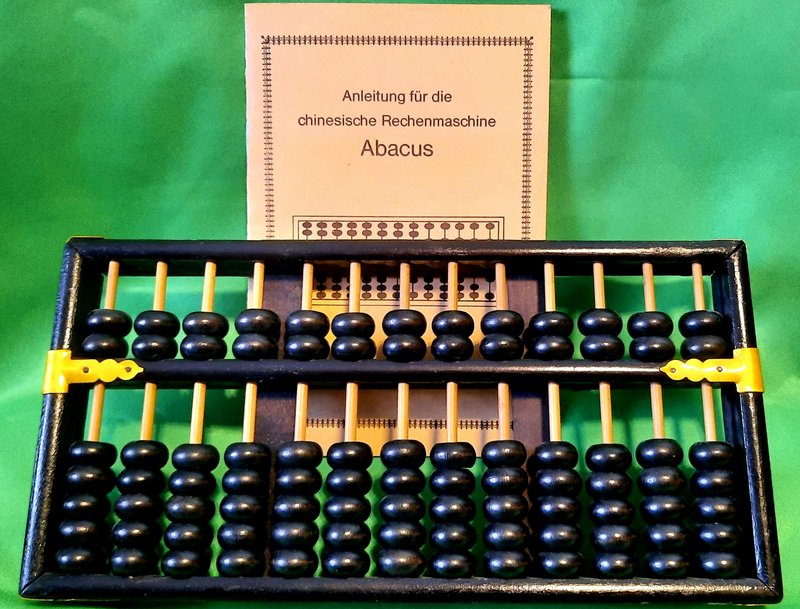 Anleitung für die
chinesische Rechenmaschine
Abacus